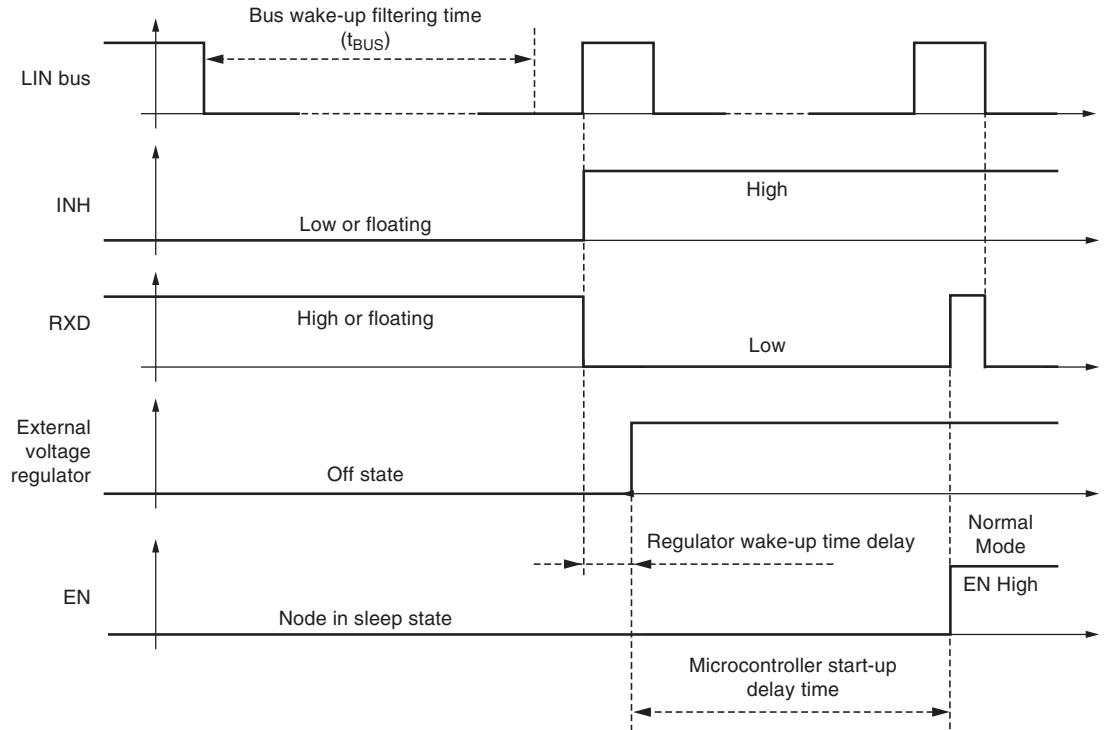 Bus wake-up filtering time
(tBUS)
LIN bus
INH
Low or floating
High
RXD
High or floating
Low
External
voltage
regulator
Off state
Regulator wake-up time delay
Normal
Mode
EN
EN High
Node in sleep state
Microcontroller start-up
delay time